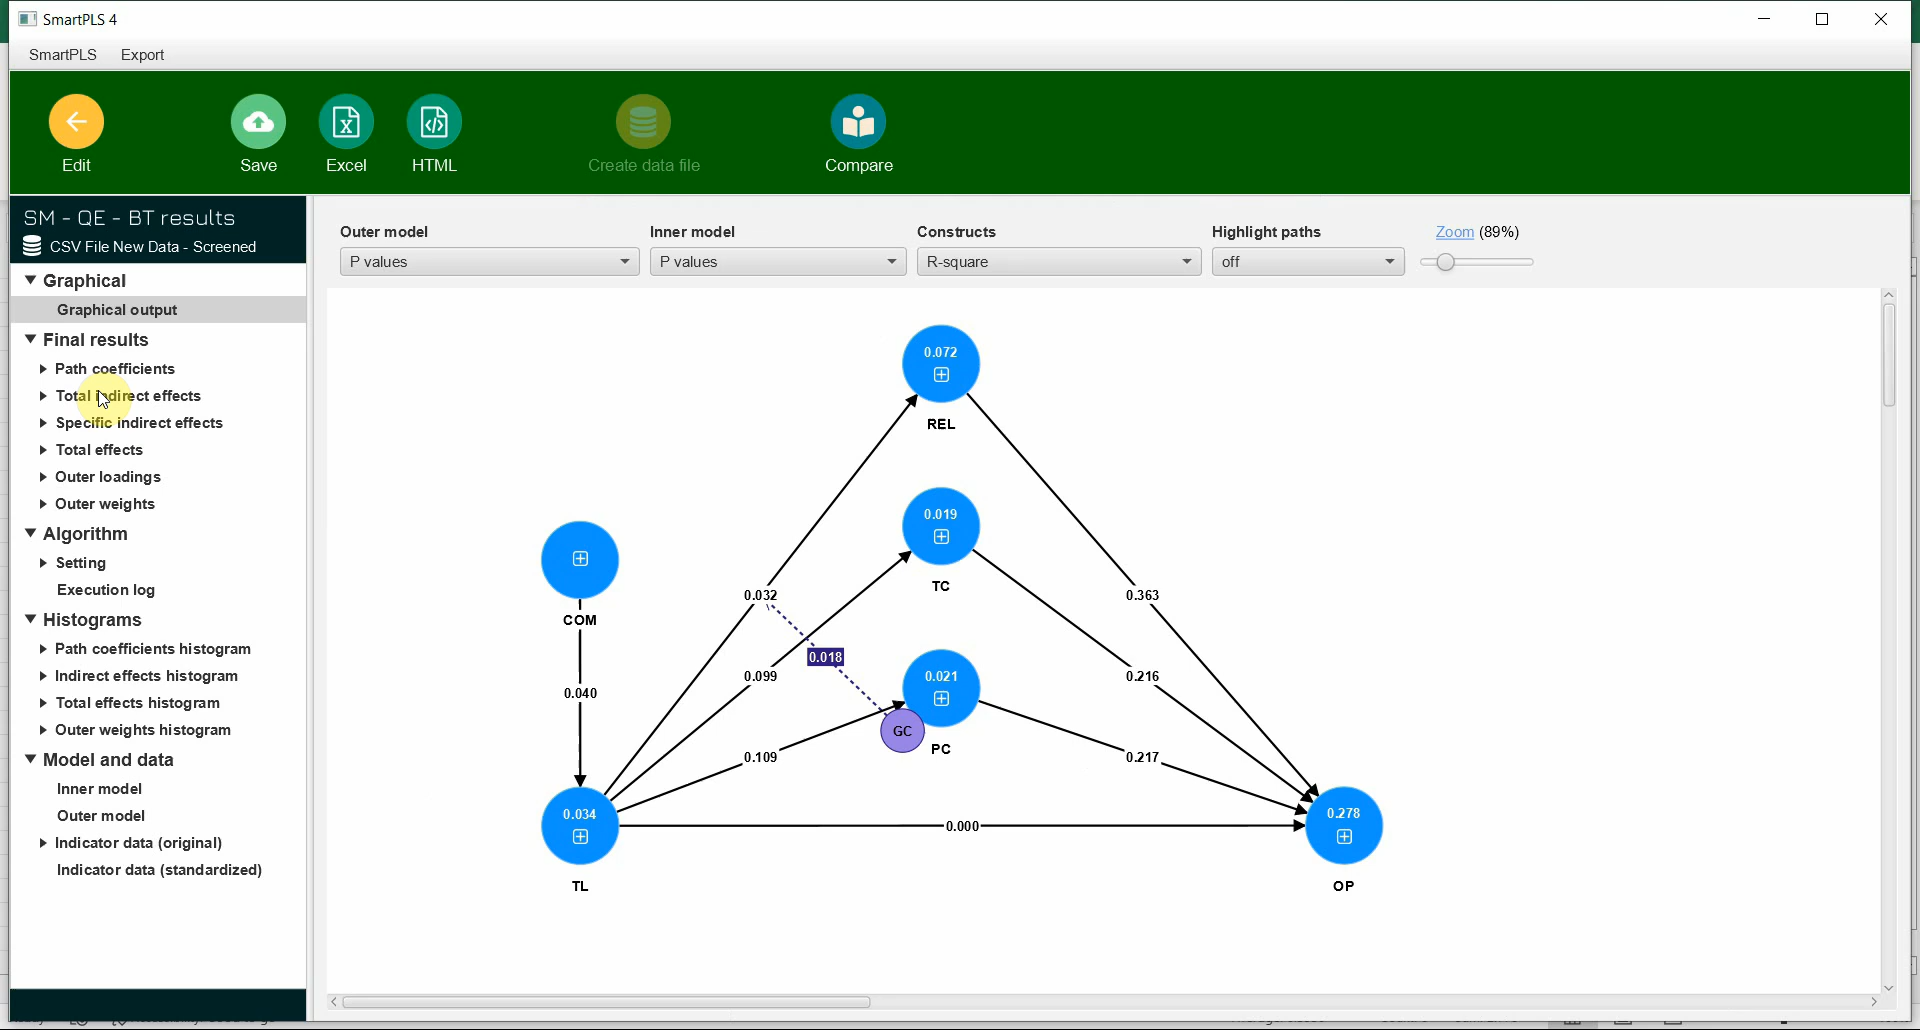 SmartPLS 4
SmartPLS Export
Edit Save Excel HTML Create data file Compare
SM - QE - BT results
CSV File New Data - Screened
Graphical
Graphical output
Final results
Path coefficients
Total indirect effects
Specific indirect effects
Total effects
Outer loadings
Outer weights
Algorithm
Setting
Execution log
Histograms
Path coefficients histogram
Indirect effects histogram
Total effects histogram
Outer weights histogram
Model and data
Inner model
Outer model
Indicator data (original)
Indicator data (standardized)
Outer model Inner model Constructs Highlight paths Zoom (89%)
P values P values R-square off
0.072
REL
0.019
TC
COM
0.032
0.363
0.018
0.040
0.099
0.216
0.021
GC
PC
0.109
0.217
0.034
0.000
0.278
TL
OP